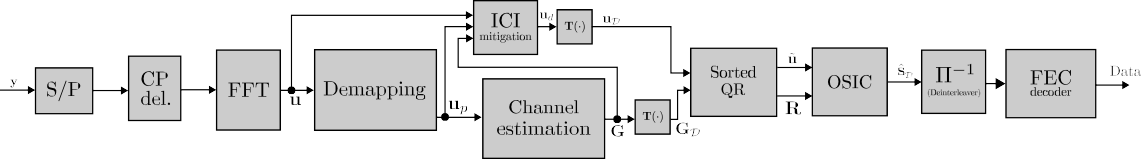 y
S/P
CP
del.
FFT
u
Demapping
u_p
ICI
mitigation
u_d
T(·)
u_𝒟
Channel
estimation
G
T(·)
G_𝒟
Sorted
QR
ũ
R
OSIC
ŝ_𝒟
Π⁻¹
(Deinterleaver)
FEC
decoder
Data